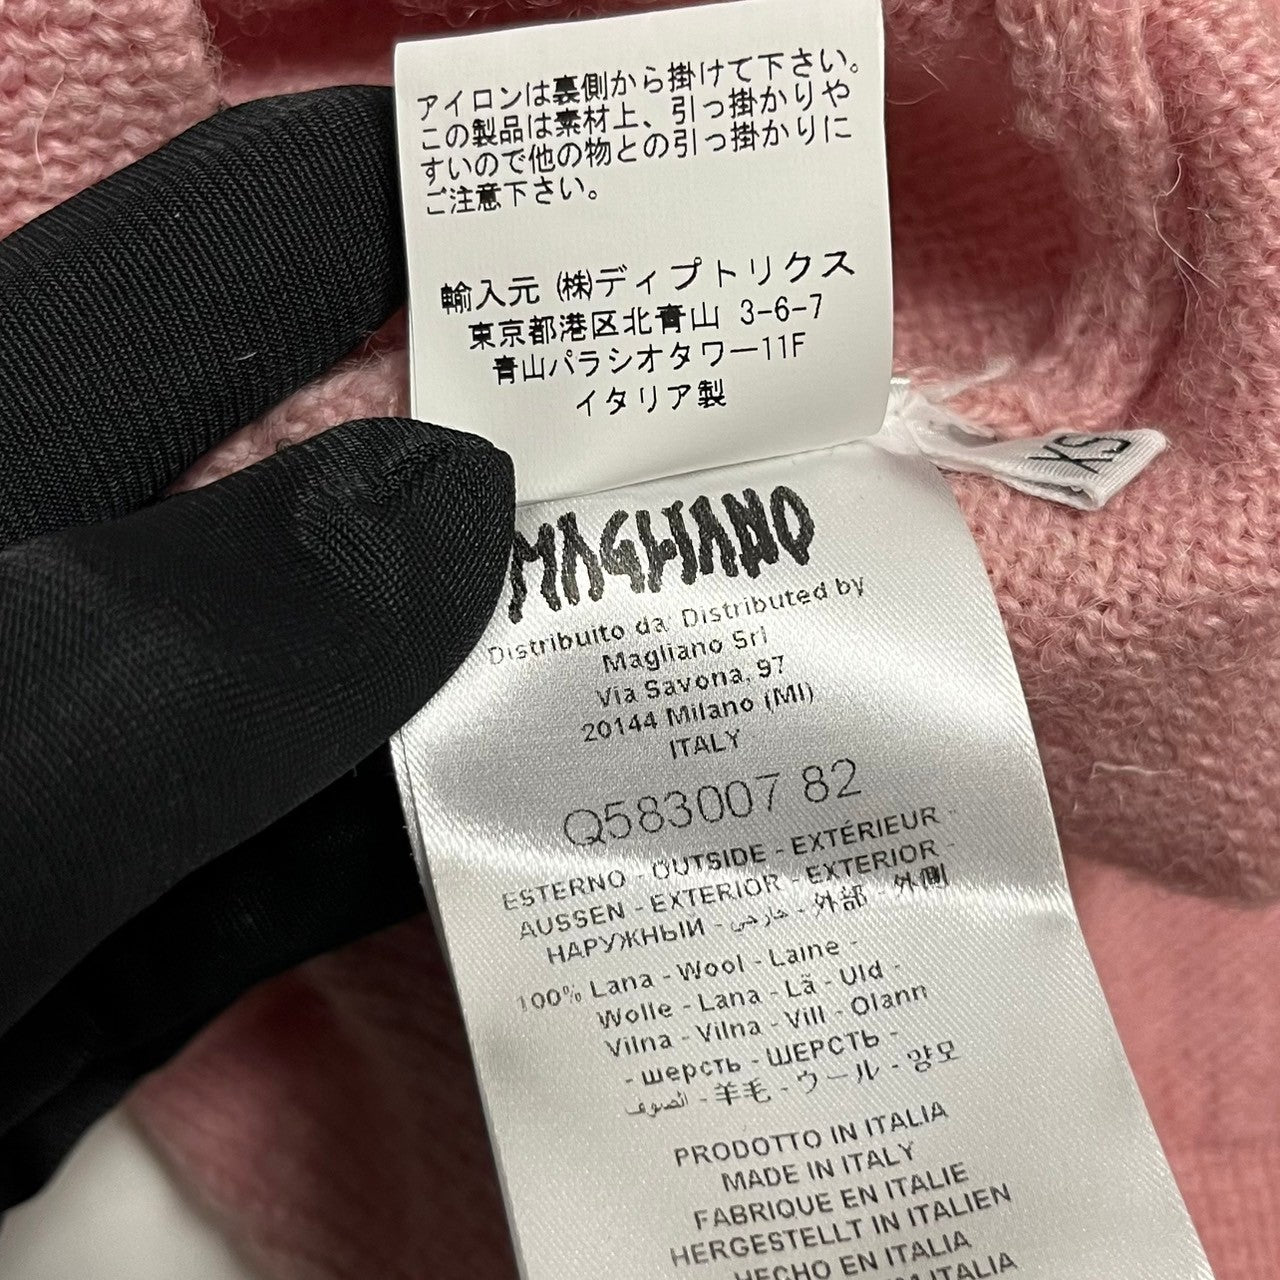 アイロンは裏側から掛けて下さい。
この製品は素材上、引っ掛かりや
すいので他の物との引っ掛かりに
ご注意下さい。
輸入元 ㈱ディプトリクス
東京都港区北青山 3-6-7
青山パラシオタワー11F
イタリア製
XS
MAGLIANO
Distribuito da Distributed by
Magliano Srl
Via Savona, 97
20144 Milano (MI)
ITALY
Q583007 82
ESTERNO - OUTSIDE - EXTÉRIEUR -
AUSSEN - EXTERIOR - EXTERIOR -
НАРУЖНЫЙ - خارجي - 外部 - 外側
100% Lana - Wool - Laine -
Wolle - Lana - Lã - Uld -
Vilna - Vilna - Vill - Olann
- шерсть - ШЕРСТЬ -
الصوف - 羊毛 - ウール - 양모
PRODOTTO IN ITALIA
MADE IN ITALY
FABRIQUE EN ITALIE
HERGESTELLT IN ITALIEN
HECHO EN ITALIA
ITALIA